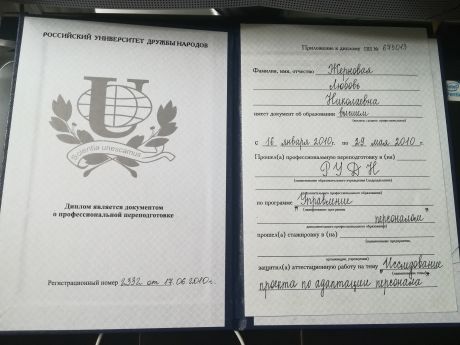 РОССИЙСКИЙ УНИВЕРСИТЕТ ДРУЖБЫ НАРОДОВ
U
Scientia unescamus
Диплом является документом
о профессиональной переподготовке
Регистрационный номер 2332 от 17.06.2010г.
Приложение к диплому ПП № 673017
Фамилия, имя, отчество Жерновая
Любовь
Николаевна
имеет документ об образовании высшем
с 16 января 2010г. по 29 мая 2010г.
Прошел(а) профессиональную переподготовку в (на)
РУДН
(наименование образовательного учреждения (подразделения)
дополнительного профессионального образования)
по программе "Управление
(наименование программы
персоналом"
дополнительного профессионального образования)
прошел(а) стажировку в (на)
(наименование предприятия,
организации, учреждения)
защитил(а) аттестационную работу на тему "Исследование
(наименование темы)
проекта по адаптации персонала"